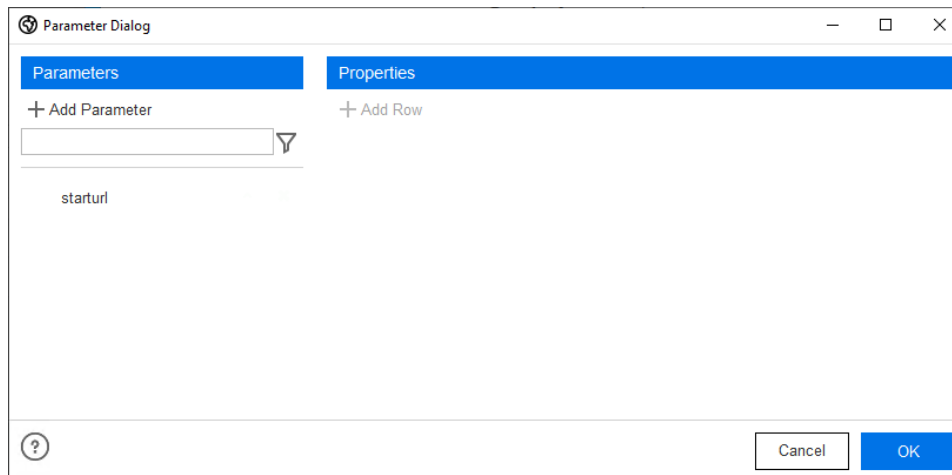 Parameter Dialog
Parameters
Add Parameter
starturl
Properties
Add Row
Cancel
OK